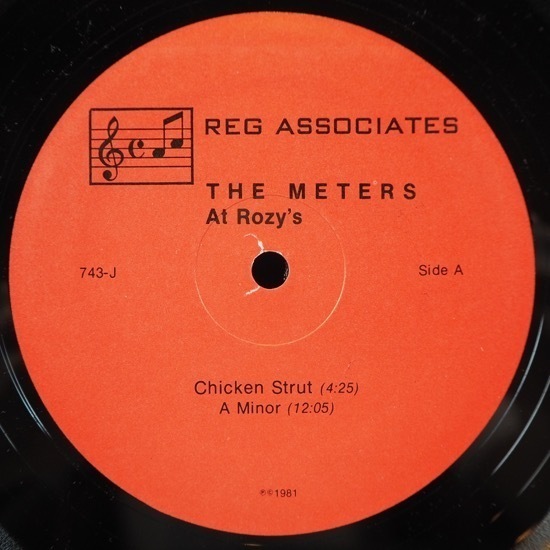 REG ASSOCIATES
THE METERS
At Rozy's
743-J
Side A
Chicken Strut (4:25)
A Minor (12:05)
℗©1981